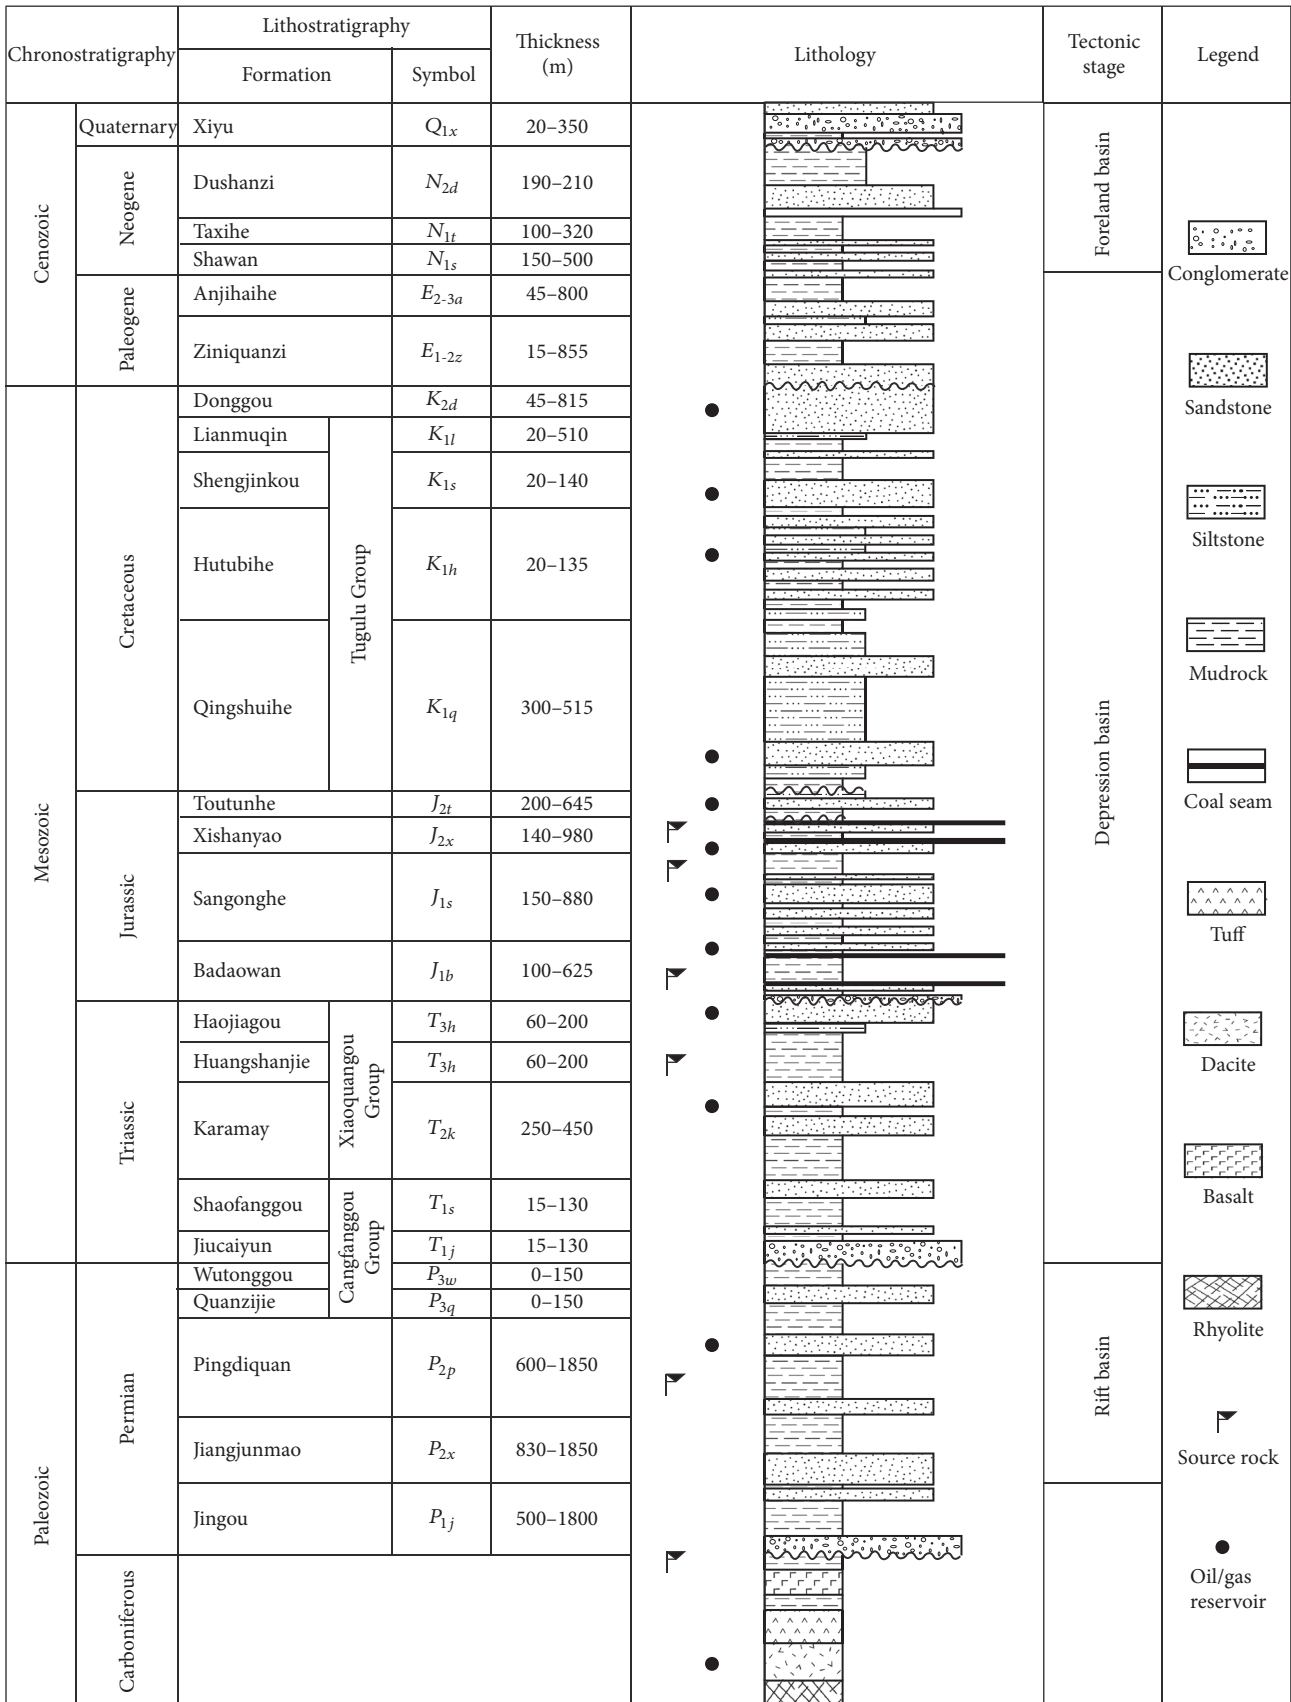 Chronostratigraphy
Lithostratigraphy
Formation
Symbol
Thickness
(m)
Lithology
Tectonic
stage
Legend
Cenozoic
Quaternary
Xiyu
Q1x
20–350
Neogene
Dushanzi
N2d
190–210
Taxihe
N1t
100–320
Shawan
N1s
150–500
Paleogene
Anjihaihe
E2-3a
45–800
Ziniquanzi
E1-2z
15–855
Mesozoic
Cretaceous
Donggou
K2d
45–815
Tugulu Group
Lianmuqin
K1l
20–510
Shengjinkou
K1s
20–140
Hutubihe
K1h
20–135
Qingshuihe
K1q
300–515
Jurassic
Toutunhe
J2t
200–645
Xishanyao
J2x
140–980
Sangonghe
J1s
150–880
Badaowan
J1b
100–625
Triassic
Xiaoquangou
Group
Haojiagou
T3h
60–200
Huangshanjie
T3h
60–200
Karamay
T2k
250–450
Cangfanggou
Group
Shaofanggou
T1s
15–130
Jiucaiyun
T1j
15–130
Paleozoic
Permian
Wutonggou
P3w
0–150
Quanzijie
P3q
0–150
Pingdiquan
P2p
600–1850
Jiangjunmao
P2x
830–1850
Jingou
P1j
500–1800
Carboniferous
Foreland basin
Depression basin
Rift basin
Conglomerate
Sandstone
Siltstone
Mudrock
Coal seam
Tuff
Dacite
Basalt
Rhyolite
Source rock
Oil/gas
reservoir